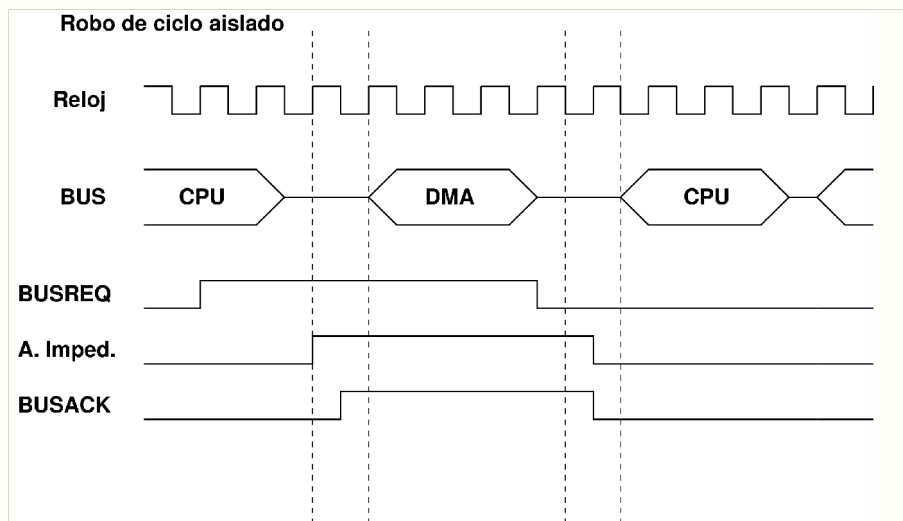 Robo de ciclo aislado
Reloj
BUS
CPU
DMA
CPU
BUSREQ
A. Imped.
BUSACK